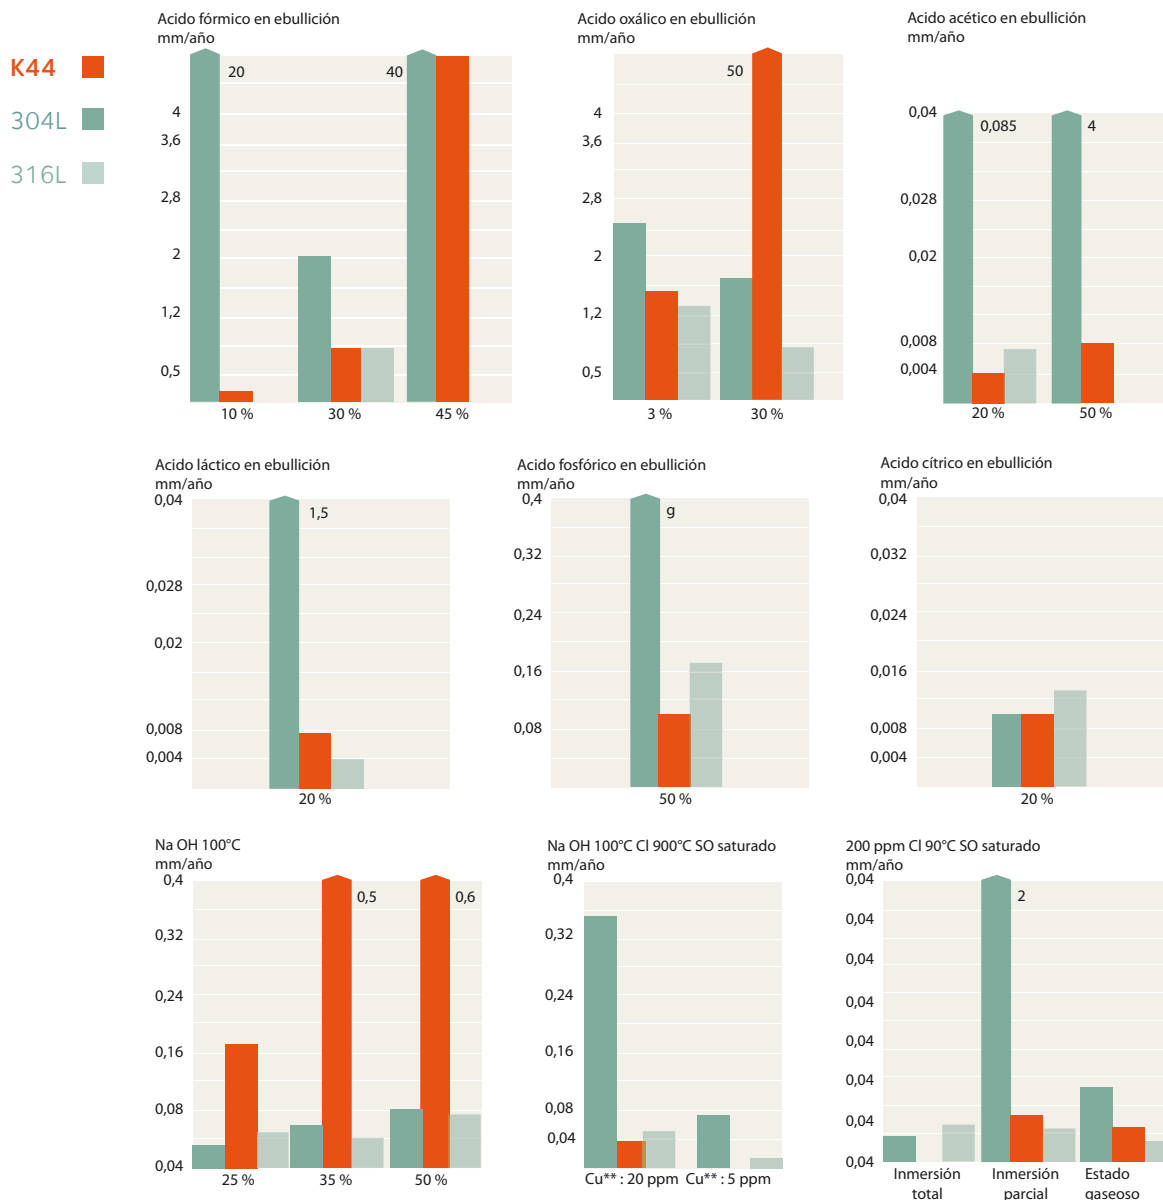 K44
304L
316L
Acido fórmico en ebullición
mm/año
20
40
4
3,6
2,8
2
1,2
0,5
10 %
30 %
45 %
Acido oxálico en ebullición
mm/año
50
4
3,6
2,8
2
1,2
0,5
3 %
30 %
Acido acético en ebullición
mm/año
0,04
0,085
4
0,028
0,02
0,008
0,004
20 %
50 %
Acido láctico en ebullición
mm/año
0,04
1,5
0,028
0,02
0,008
0,004
20 %
Acido fosfórico en ebullición
mm/año
0,4
g
0,32
0,24
0,16
0,08
50 %
Acido cítrico en ebullición
mm/año
0,04
0,032
0,024
0,016
0,008
0,004
20 %
Na OH 100°C
mm/año
0,4
0,5
0,6
0,32
0,24
0,16
0,08
0,04
25 %
35 %
50 %
Na OH 100°C Cl 900°C SO saturado
mm/año
0,4
0,32
0,24
0,16
0,08
0,04
Cu** : 20 ppm
Cu** : 5 ppm
200 ppm Cl 90°C SO saturado
mm/año
0,04
2
0,04
0,04
0,04
0,04
0,04
0,04
0,04
Inmersión
total
Inmersión
parcial
Estado
gaseoso